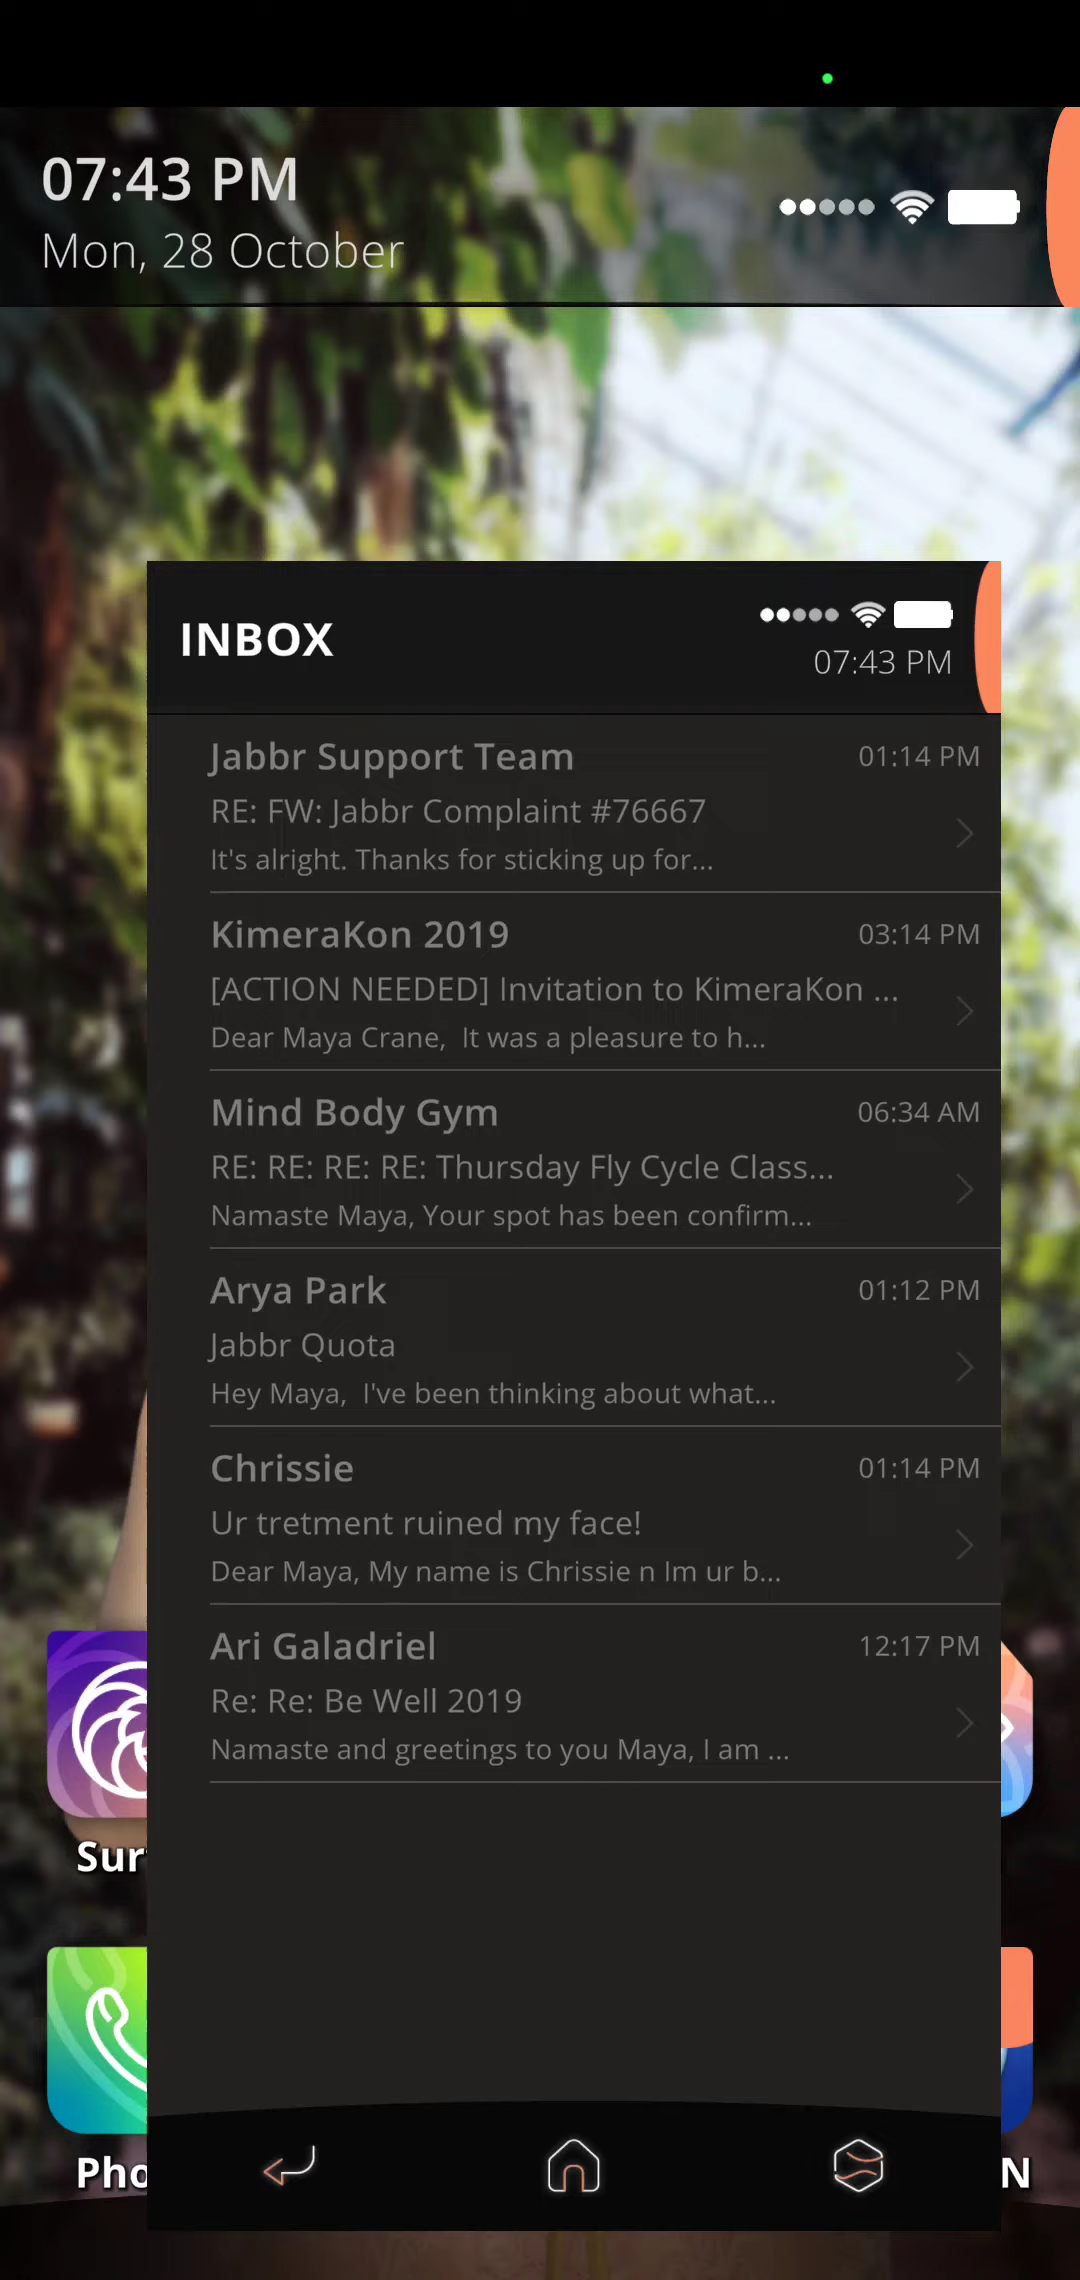 07:43 PM
Mon, 28 October
INBOX
07:43 PM
Jabbr Support Team 01:14 PM
RE: FW: Jabbr Complaint #76667
It's alright. Thanks for sticking up for...
KimeraKon 2019 03:14 PM
[ACTION NEEDED] Invitation to KimeraKon ...
Dear Maya Crane, It was a pleasure to h...
Mind Body Gym 06:34 AM
RE: RE: RE: RE: Thursday Fly Cycle Class...
Namaste Maya, Your spot has been confirm...
Arya Park 01:12 PM
Jabbr Quota
Hey Maya, I've been thinking about what...
Chrissie 01:14 PM
Ur tretment ruined my face!
Dear Maya, My name is Chrissie n Im ur b...
Ari Galadriel 12:17 PM
Re: Re: Be Well 2019
Namaste and greetings to you Maya, I am ...
Sur
Pho
N